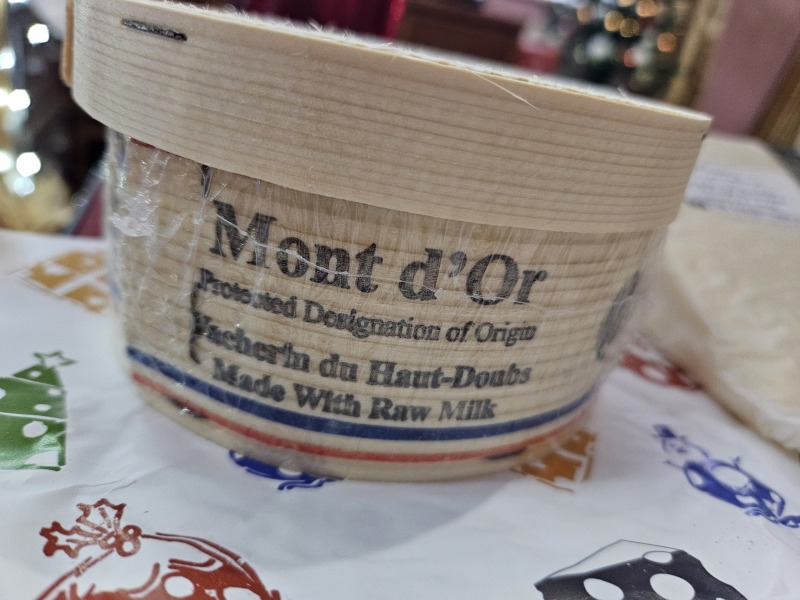 Mont d'Or
Protected Designation of Origin
Vacherin du Haut-Doubs
Made With Raw Milk